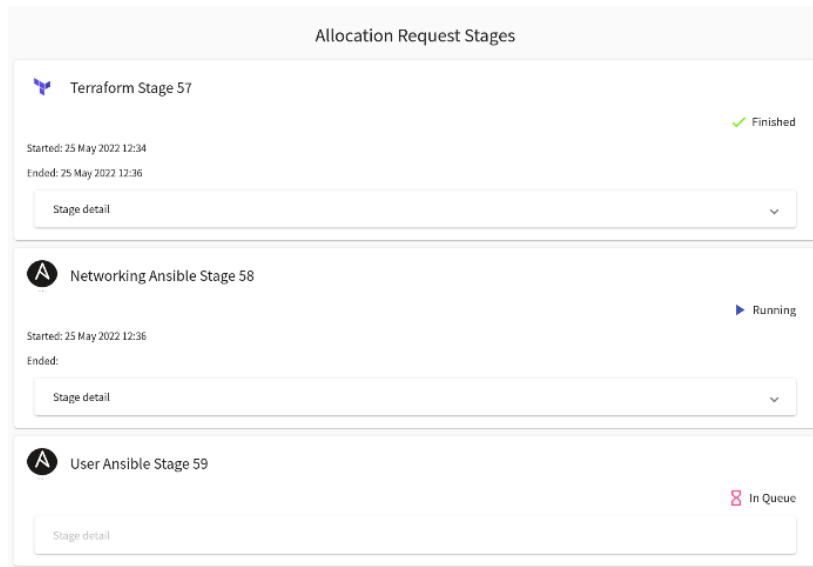 Allocation Request Stages
Terraform Stage 57
Finished
Started: 25 May 2022 12:34
Ended: 25 May 2022 12:36
Stage detail
Networking Ansible Stage 58
Running
Started: 25 May 2022 12:36
Ended:
Stage detail
User Ansible Stage 59
In Queue
Stage detail